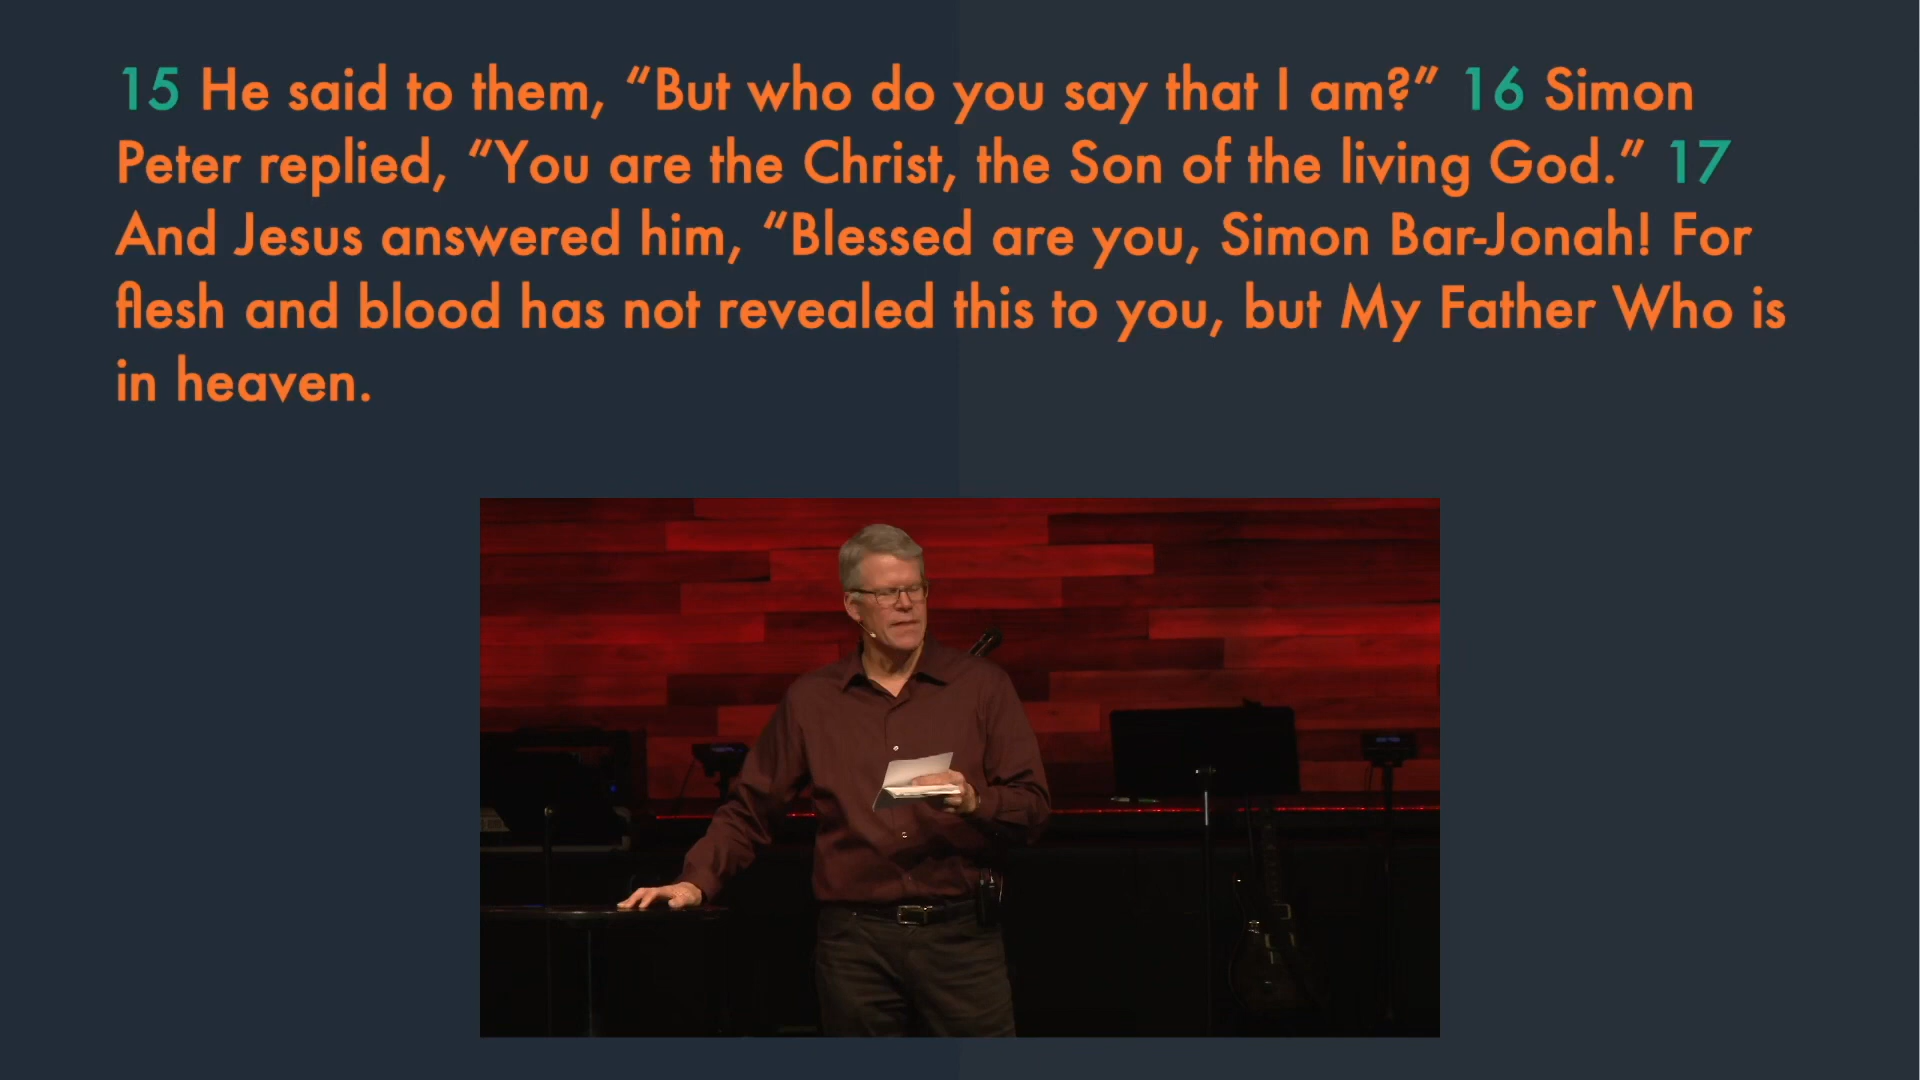 15 He said to them, “But who do you say that I am?” 16 Simon
Peter replied, “You are the Christ, the Son of the living God.” 17
And Jesus answered him, “Blessed are you, Simon Bar-Jonah! For
flesh and blood has not revealed this to you, but My Father Who is
in heaven.